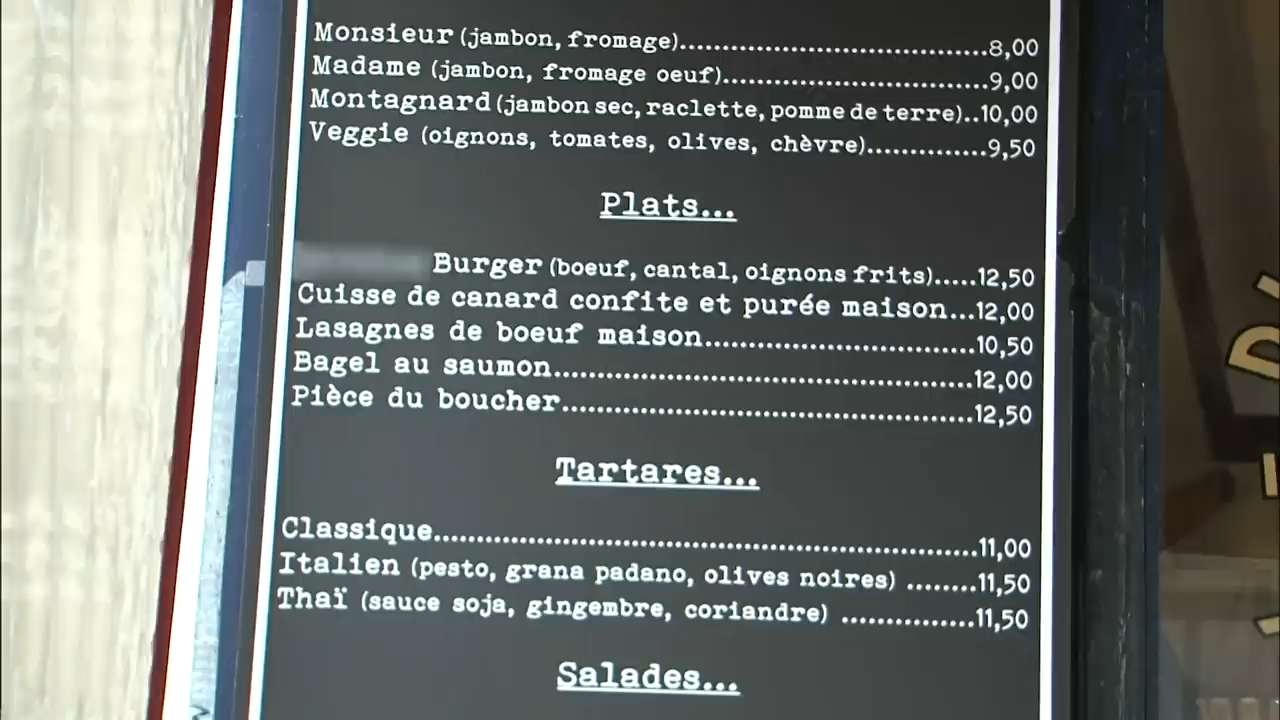 Monsieur (jambon, fromage)..................................8,00
Madame (jambon, fromage oeuf).............................9,00
Montagnard (jambon sec, raclette, pomme de terre)..10,00
Veggie (oignons, tomates, olives, chèvre).............9,50
Plats...
Burger (boeuf, cantal, oignons frits).....12,50
Cuisse de canard confite et purée maison...12,00
Lasagnes de boeuf maison..............................10,50
Bagel au saumon..............................................12,00
Pièce du boucher.............................................12,50
Tartares...
Classique............................................................11,00
Italien (pesto, grana padano, olives noires) ........11,50
Thaï (sauce soja, gingembre, coriandre) ...............11,50
Salades...